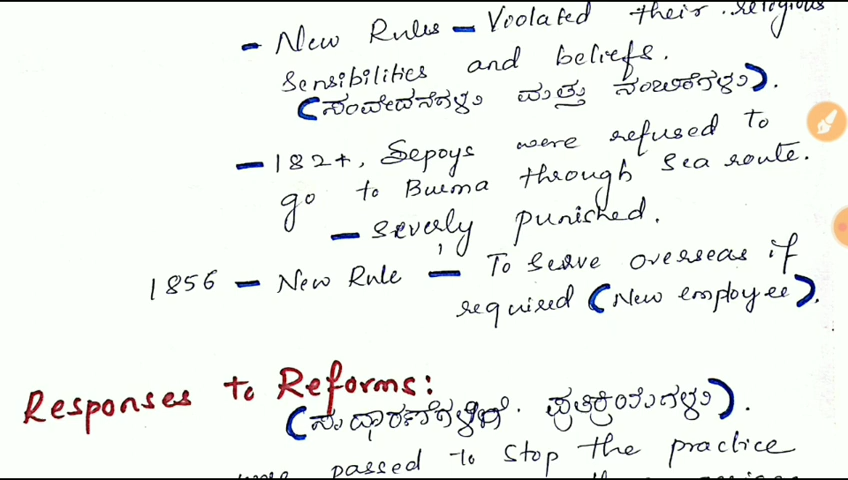 - New Rules - Violated their religious
sensibilities and beliefs.
(ಸಂವೇದನೆಗಳು ಮತ್ತು ನಂಬಿಕೆಗಳು).
- 1824, Sepoys were refused to
go to Burma through sea route.
- severly punished.
1856 - New Rule - To serve overseas if
required (New employee).
Responses to Reforms:
(ಸುಧಾರಣೆಗಳಿಗೆ ಪ್ರತಿಕ್ರಿಯೆಗಳು).
passed to stop the practice